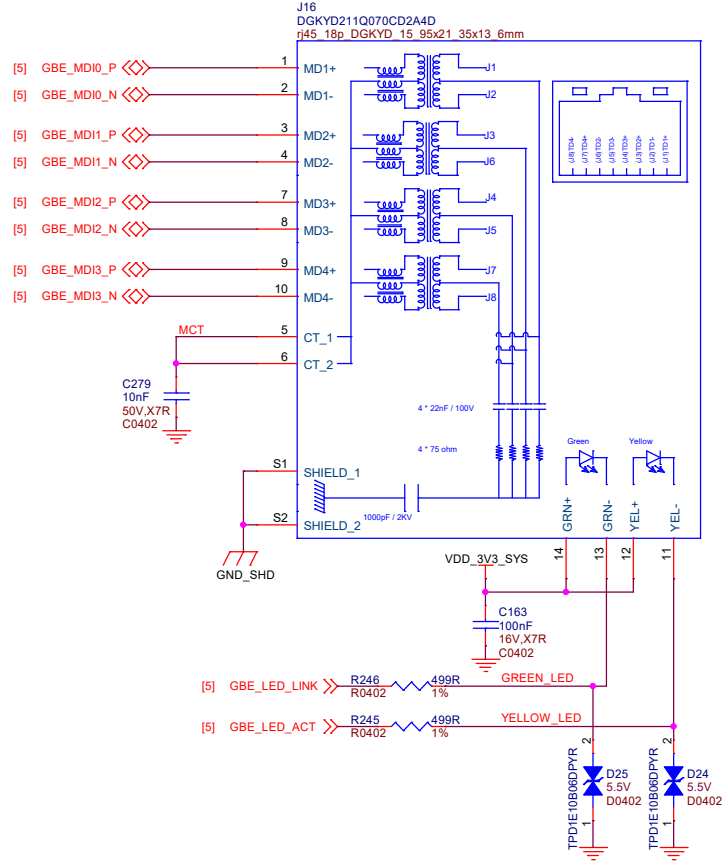 J16
DGKYD211Q070CD2A4D
rj45_18p_DGKYD_15_95x21_35x13_6mm
[5] GBE_MDI0_P 1 MD1+ J1
[5] GBE_MDI0_N 2 MD1- J2
[5] GBE_MDI1_P 3 MD2+ J3
[5] GBE_MDI1_N 4 MD2- J6
[5] GBE_MDI2_P 7 MD3+ J4
[5] GBE_MDI2_N 8 MD3- J5
[5] GBE_MDI3_P 9 MD4+ J7
[5] GBE_MDI3_N 10 MD4- J8
(J8)TD4-
(J7)TD4+
(J6)TD2-
(J5)TD3-
(J4)TD3+
(J3)TD2+
(J2)TD1-
(J1)TD1+
MCT 5 CT_1
6 CT_2
C279
10nF
50V,X7R
C0402
4 * 22nF / 100V
4 * 75 ohm
Green Yellow
S1 SHIELD_1
1000pF / 2KV
S2 SHIELD_2
GND_SHD
GRN+ GRN- YEL+ YEL-
14 13 12 11
VDD_3V3_SYS
C163
100nF
16V,X7R
C0402
[5] GBE_LED_LINK R246 499R GREEN_LED
R0402 1%
[5] GBE_LED_ACT R245 499R YELLOW_LED
R0402 1%
TPD1E10B06DPYR 2 1
D25
5.5V
D0402
TPD1E10B06DPYR 2 1
D24
5.5V
D0402